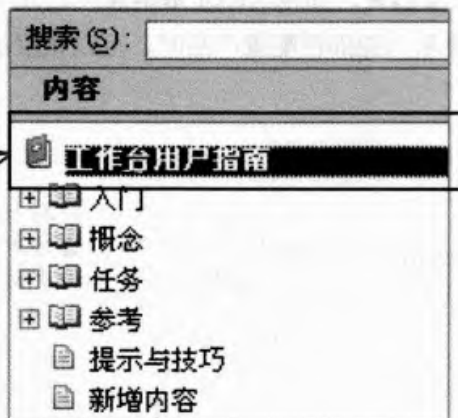 搜索(S):
内容
工作台用户指南
入门
概念
任务
参考
提示与技巧
新增内容